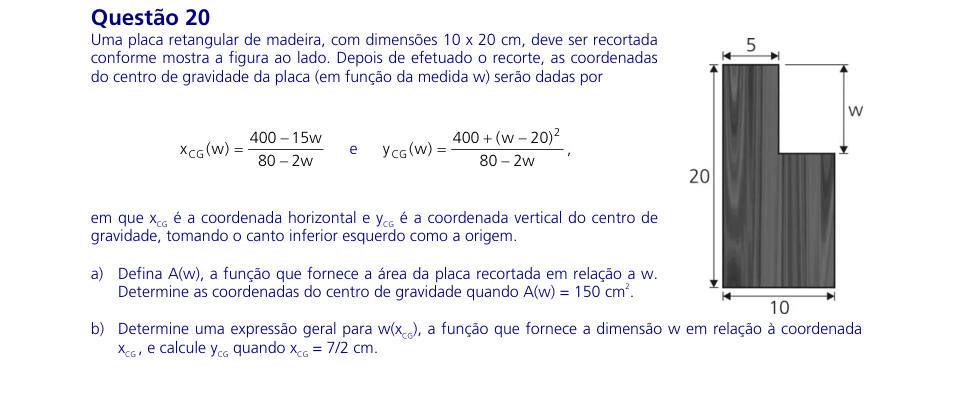 Questão 20
Uma placa retangular de madeira, com dimensões 10 x 20 cm, deve ser recortada
conforme mostra a figura ao lado. Depois de efetuado o recorte, as coordenadas
do centro de gravidade da placa (em função da medida w) serão dadas por
x_CG(w) = (400 – 15w)/(80 – 2w) e y_CG(w) = (400 + (w – 20)²)/(80 – 2w) ,
em que x_CG é a coordenada horizontal e y_CG é a coordenada vertical do centro de
gravidade, tomando o canto inferior esquerdo como a origem.
a) Defina A(w), a função que fornece a área da placa recortada em relação a w.
Determine as coordenadas do centro de gravidade quando A(w) = 150 cm².
b) Determine uma expressão geral para w(x_CG), a função que fornece a dimensão w em relação à coordenada
x_CG, e calcule y_CG quando x_CG = 7/2 cm.
5
w
20
10